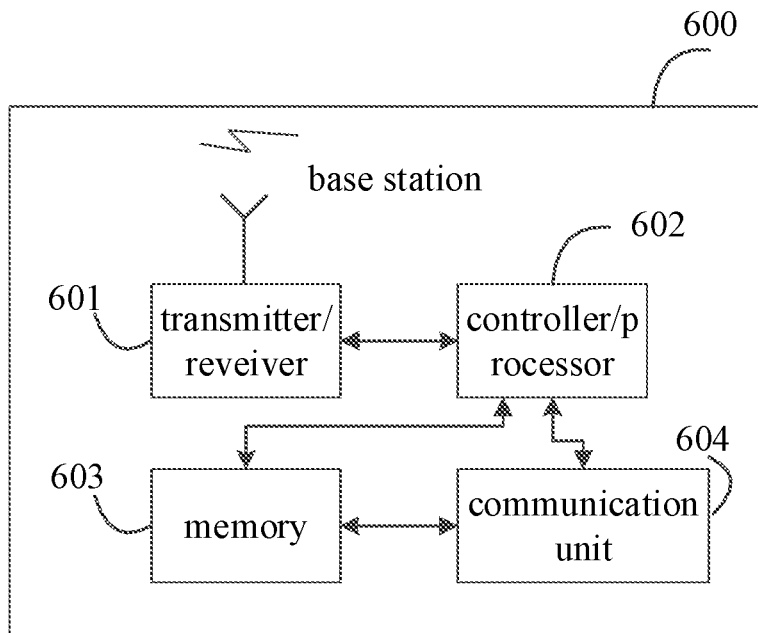 600
base station
602
601
transmitter/
reveiver
controller/p
rocessor
604
603
memory
communication
unit